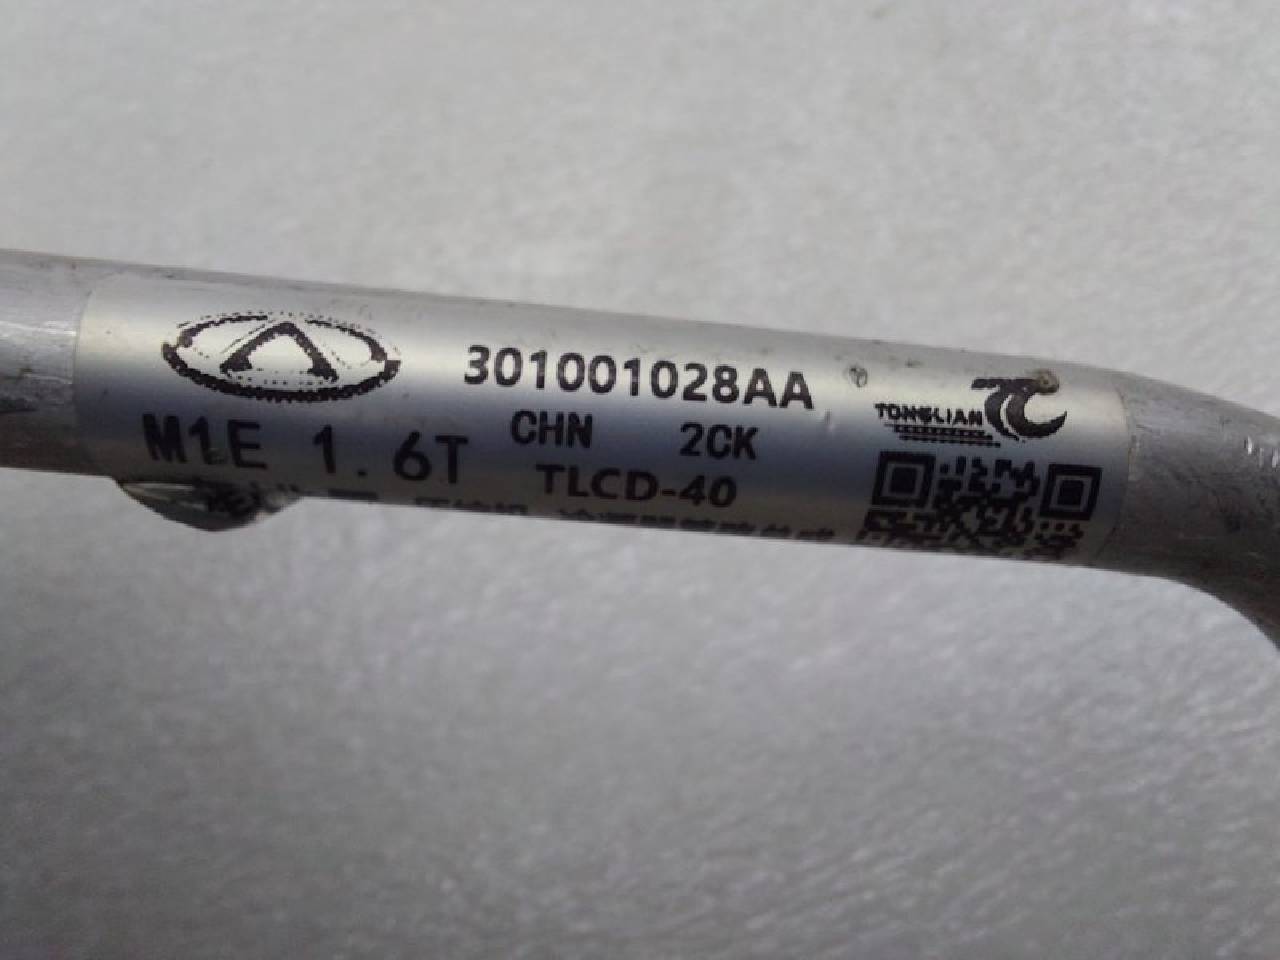 301001028AA
TONGLIAN
M1E 1.6T
CHN 2CK
TLCD-40